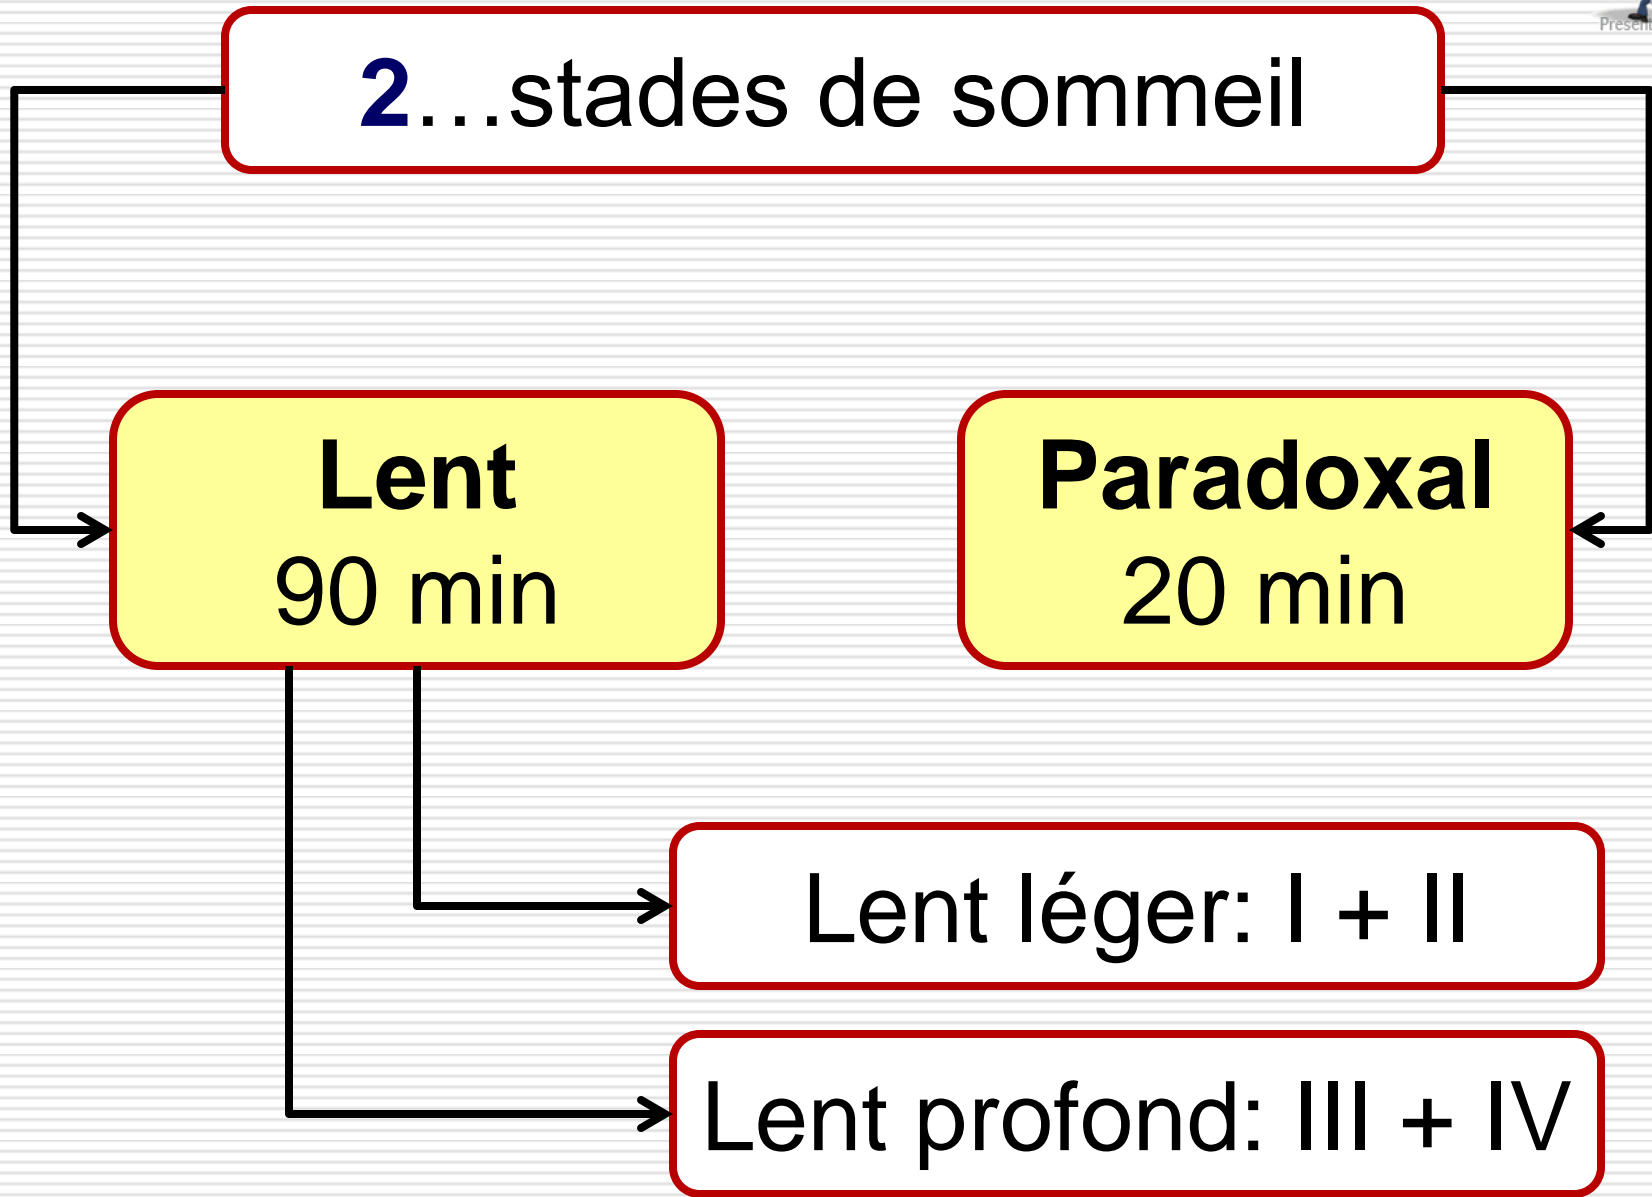 2…stades de sommeil
Lent
90 min
Paradoxal
20 min
Lent léger: I + II
Lent profond: III + IV